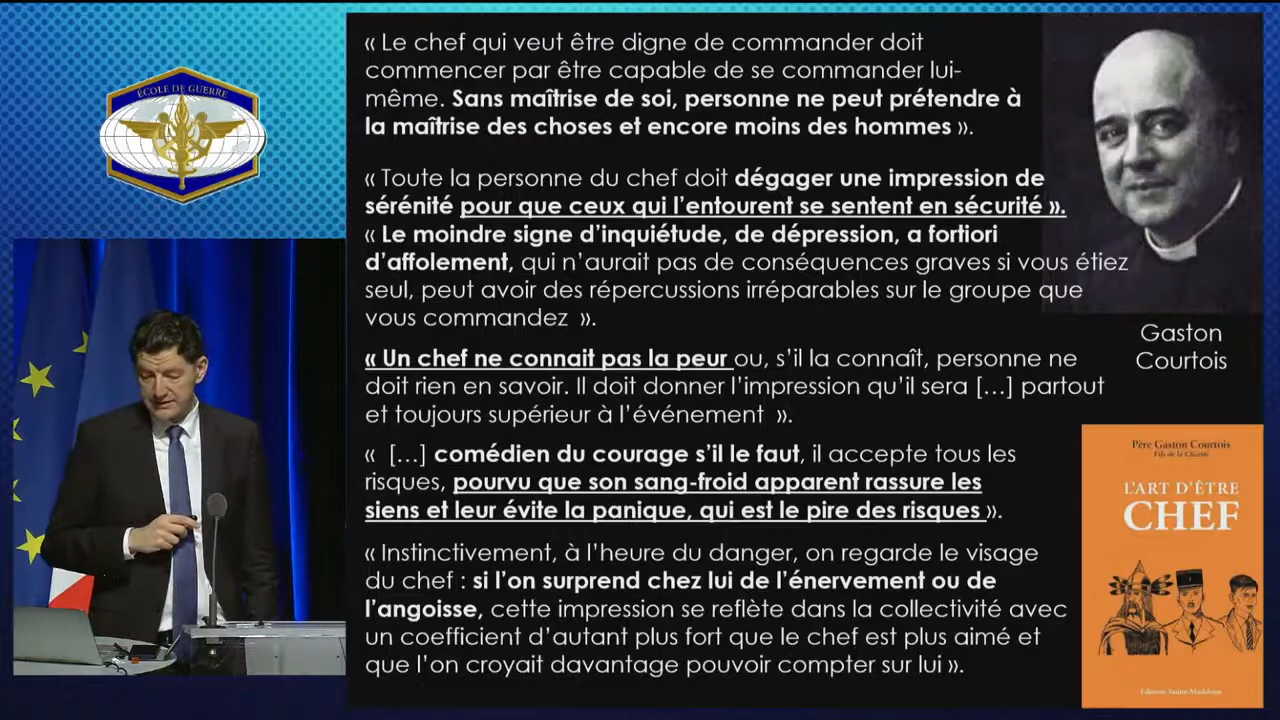 ÉCOLE DE GUERRE
« Le chef qui veut être digne de commander doit
commencer par être capable de se commander lui-
même. Sans maîtrise de soi, personne ne peut prétendre à
la maîtrise des choses et encore moins des hommes ».
« Toute la personne du chef doit dégager une impression de
sérénité pour que ceux qui l'entourent se sentent en sécurité ».
« Le moindre signe d'inquiétude, de dépression, a fortiori
d'affolement, qui n'aurait pas de conséquences graves si vous étiez
seul, peut avoir des répercussions irréparables sur le groupe que
vous commandez ».
« Un chef ne connait pas la peur ou, s'il la connaît, personne ne
doit rien en savoir. Il doit donner l'impression qu'il sera […] partout
et toujours supérieur à l'événement ».
« […] comédien du courage s'il le faut, il accepte tous les
risques, pourvu que son sang-froid apparent rassure les
siens et leur évite la panique, qui est le pire des risques ».
« Instinctivement, à l'heure du danger, on regarde le visage
du chef : si l'on surprend chez lui de l'énervement ou de
l'angoisse, cette impression se reflète dans la collectivité avec
un coefficient d'autant plus fort que le chef est plus aimé et
que l'on croyait davantage pouvoir compter sur lui ».
Gaston
Courtois
Père Gaston Courtois
Fils de la Charité
L'ART D'ÊTRE
CHEF
Editions Sainte-Madeleine